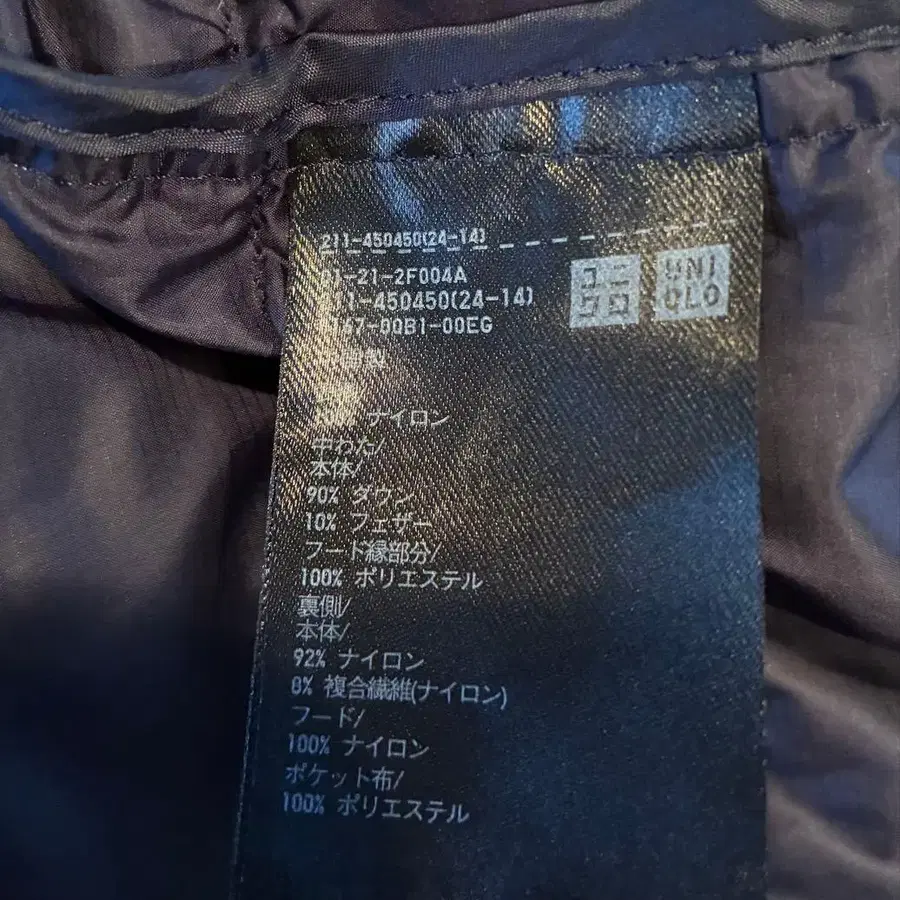 211-450450(24-14)
01-21-2F004A
211-450450(24-14)
-00B1-00EG
ユニ
クロ
UNI
QLO
ナイロン
中わた/
本体/
90% ダウン
10% フェザー
フード縁部分/
100% ポリエステル
裏側/
本体/
92% ナイロン
8% 複合繊維(ナイロン)
フード/
100% ナイロン
ポケット布/
100% ポリエステル